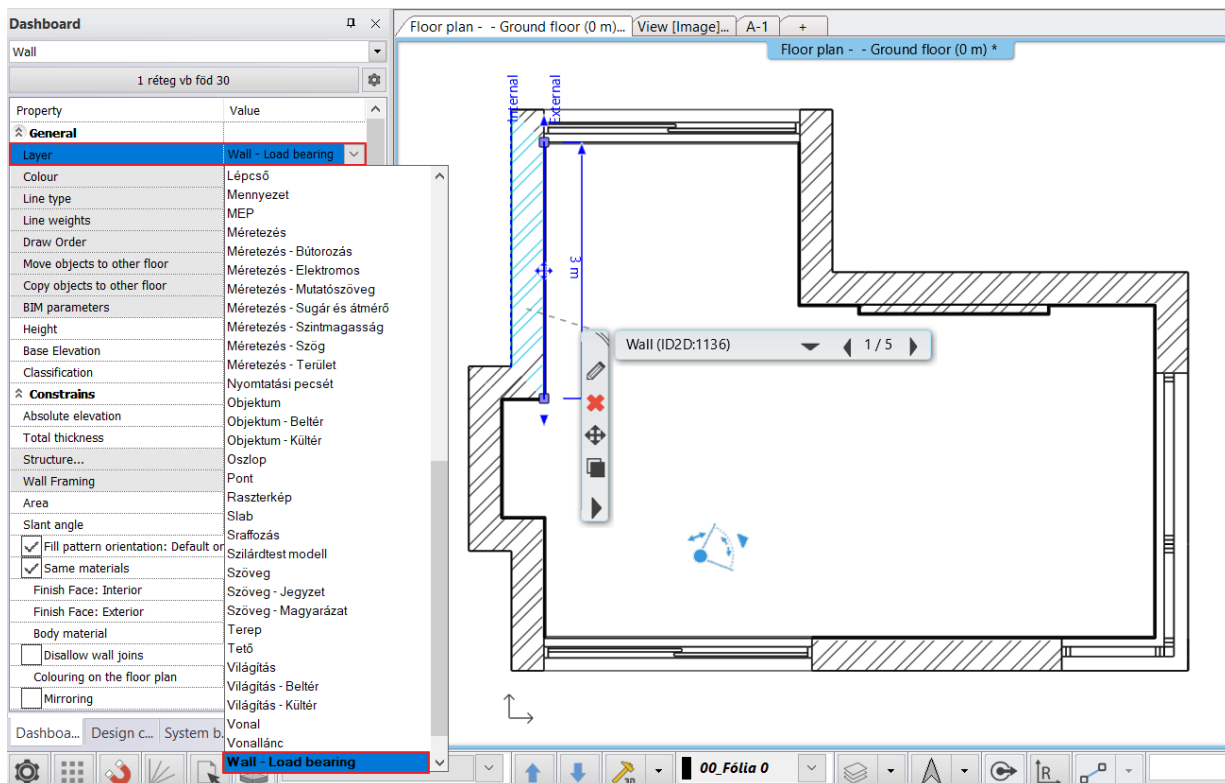 Dashboard
Wall
1 réteg vb föd 30
Property Value
General
Layer Wall - Load bearing
Colour
Line type
Line weights
Draw Order
Move objects to other floor
Copy objects to other floor
BIM parameters
Height
Base Elevation
Classification
Constrains
Absolute elevation
Total thickness
Structure...
Wall Framing
Area
Slant angle
Fill pattern orientation: Default or
Same materials
Finish Face: Interior
Finish Face: Exterior
Body material
Disallow wall joins
Colouring on the floor plan
Mirroring
Dashboa... Design c... System b.
Lépcső
Mennyezet
MEP
Méretezés
Méretezés - Bútorozás
Méretezés - Elektromos
Méretezés - Mutatószöveg
Méretezés - Sugár és átmérő
Méretezés - Szintmagasság
Méretezés - Szög
Méretezés - Terület
Nyomtatási pecsét
Objektum
Objektum - Beltér
Objektum - Kültér
Oszlop
Pont
Raszterkép
Slab
Sraffozás
Szilárdtest modell
Szöveg
Szöveg - Jegyzet
Szöveg - Magyarázat
Terep
Tető
Világítás
Világítás - Beltér
Világítás - Kültér
Vonal
Vonallánc
Wall - Load bearing
Floor plan - - Ground floor (0 m)... View [Image]... A-1 +
Floor plan - - Ground floor (0 m) *
Internal
External
3 m
Wall (ID2D:1136) 1 / 5
3D
00_Fólia 0
R